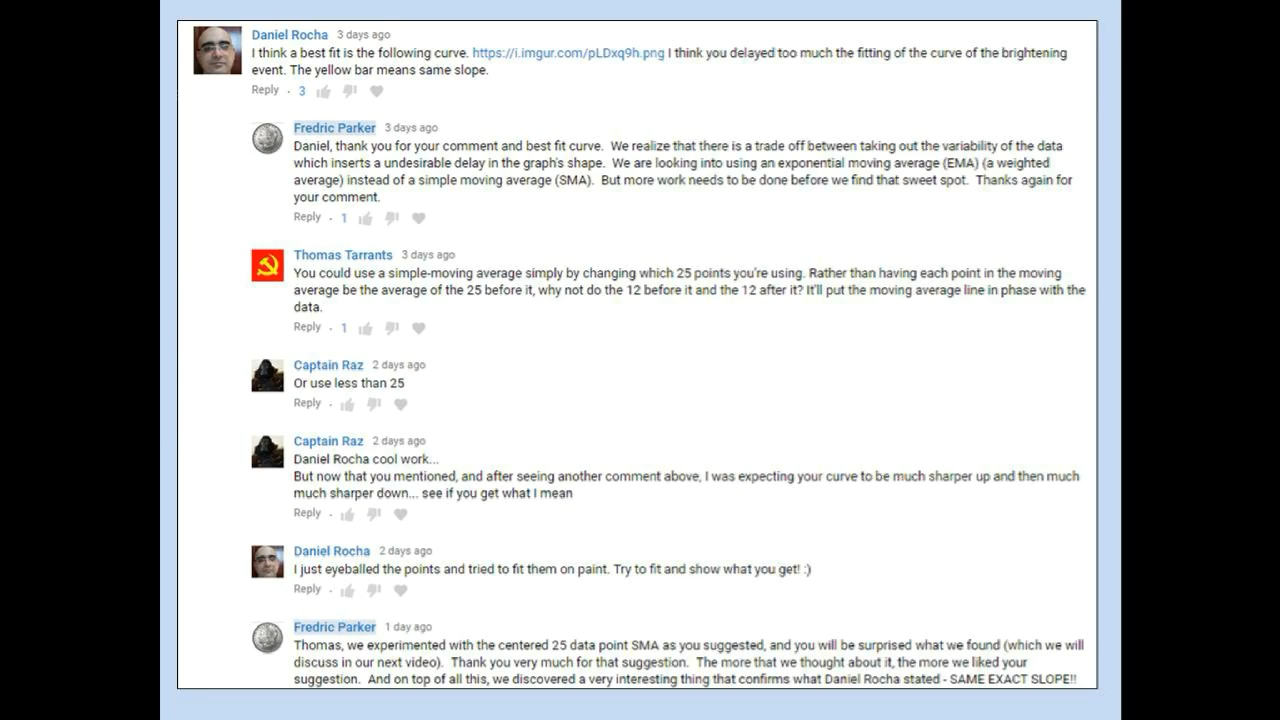 Daniel Rocha 3 days ago
I think a best fit is the following curve. https://i.imgur.com/pLDxq9h.png I think you delayed too much the fitting of the curve of the brightening
event. The yellow bar means same slope.
Reply · 3
Fredric Parker 3 days ago
Daniel, thank you for your comment and best fit curve. We realize that there is a trade off between taking out the variability of the data
which inserts a undesirable delay in the graph's shape. We are looking into using an exponential moving average (EMA) (a weighted
average) instead of a simple moving average (SMA). But more work needs to be done before we find that sweet spot. Thanks again for
your comment.
Reply · 1
Thomas Tarrants 3 days ago
You could use a simple-moving average simply by changing which 25 points you're using. Rather than having each point in the moving
average be the average of the 25 before it, why not do the 12 before it and the 12 after it? It'll put the moving average line in phase with the
data.
Reply · 1
Captain Raz 2 days ago
Or use less than 25
Reply ·
Captain Raz 2 days ago
Daniel Rocha cool work...
But now that you mentioned, and after seeing another comment above, I was expecting your curve to be much sharper up and then much
much sharper down... see if you get what I mean
Reply ·
Daniel Rocha 2 days ago
I just eyeballed the points and tried to fit them on paint. Try to fit and show what you get! :)
Reply ·
Fredric Parker 1 day ago
Thomas, we experimented with the centered 25 data point SMA as you suggested, and you will be surprised what we found (which we will
discuss in our next video). Thank you very much for that suggestion. The more that we thought about it, the more we liked your
suggestion. And on top of all this, we discovered a very interesting thing that confirms what Daniel Rocha stated - SAME EXACT SLOPE!!